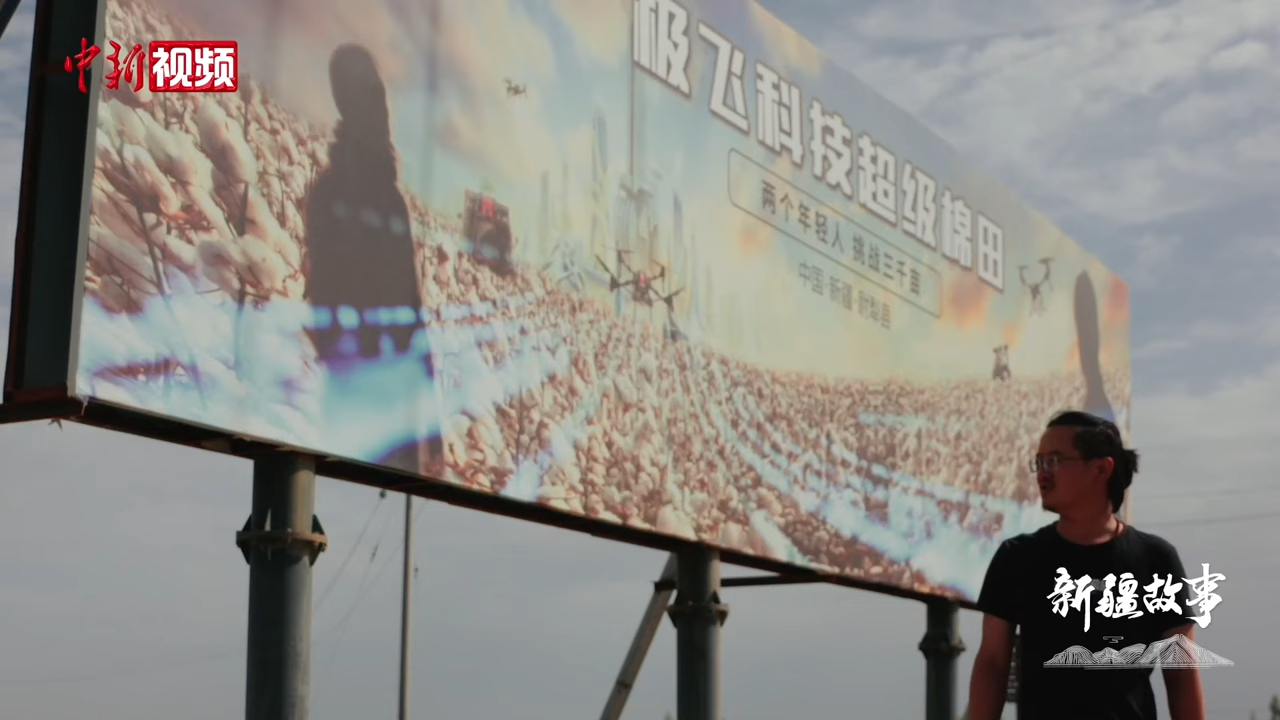 中新视频
极飞科技超级棉田
两个年轻人 挑战三千亩
中国·新疆·尉犁县
新疆故事